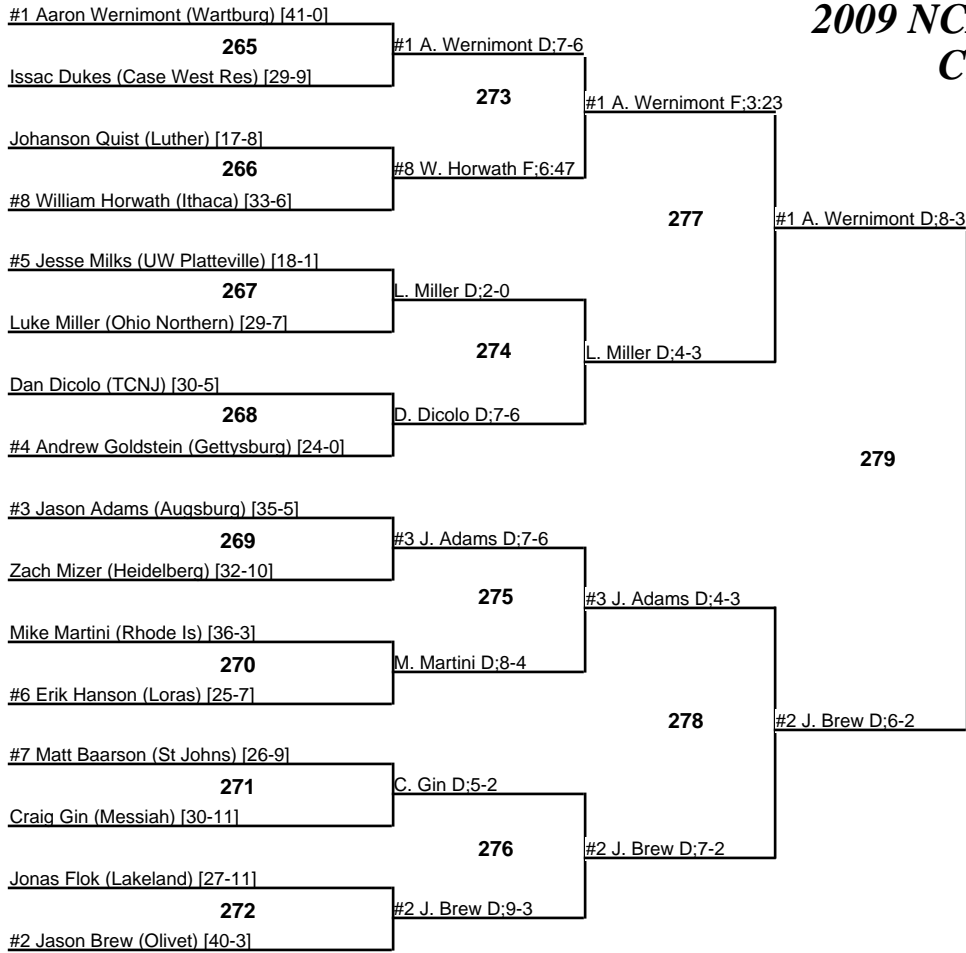 2009 NC
C
#1 Aaron Wernimont (Wartburg) [41-0]
265
Issac Dukes (Case West Res) [29-9]
Johanson Quist (Luther) [17-8]
266
#8 William Horwath (Ithaca) [33-6]
#5 Jesse Milks (UW Platteville) [18-1]
267
Luke Miller (Ohio Northern) [29-7]
Dan Dicolo (TCNJ) [30-5]
268
#4 Andrew Goldstein (Gettysburg) [24-0]
#3 Jason Adams (Augsburg) [35-5]
269
Zach Mizer (Heidelberg) [32-10]
Mike Martini (Rhode Is) [36-3]
270
#6 Erik Hanson (Loras) [25-7]
#7 Matt Baarson (St Johns) [26-9]
271
Craig Gin (Messiah) [30-11]
Jonas Flok (Lakeland) [27-11]
272
#2 Jason Brew (Olivet) [40-3]
#1 A. Wernimont D;7-6
273
#8 W. Horwath F;6:47
L. Miller D;2-0
274
D. Dicolo D;7-6
#3 J. Adams D;7-6
275
M. Martini D;8-4
C. Gin D;5-2
276
#2 J. Brew D;9-3
#1 A. Wernimont F;3:23
277
L. Miller D;4-3
#3 J. Adams D;4-3
278
#2 J. Brew D;7-2
#1 A. Wernimont D;8-3
279
#2 J. Brew D;6-2